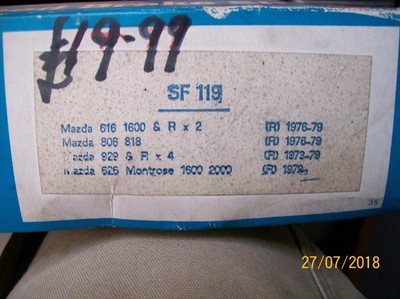 £19-99
SF 119
Mazda 616 1600 & R x 2 (R) 1976-79
Mazda 808 818 (R) 1976-79
Mazda 929 & R x 4 (R) 1973-79
Mazda 626 Montrose 1600 2000 (R) 1979
35
27/07/2018